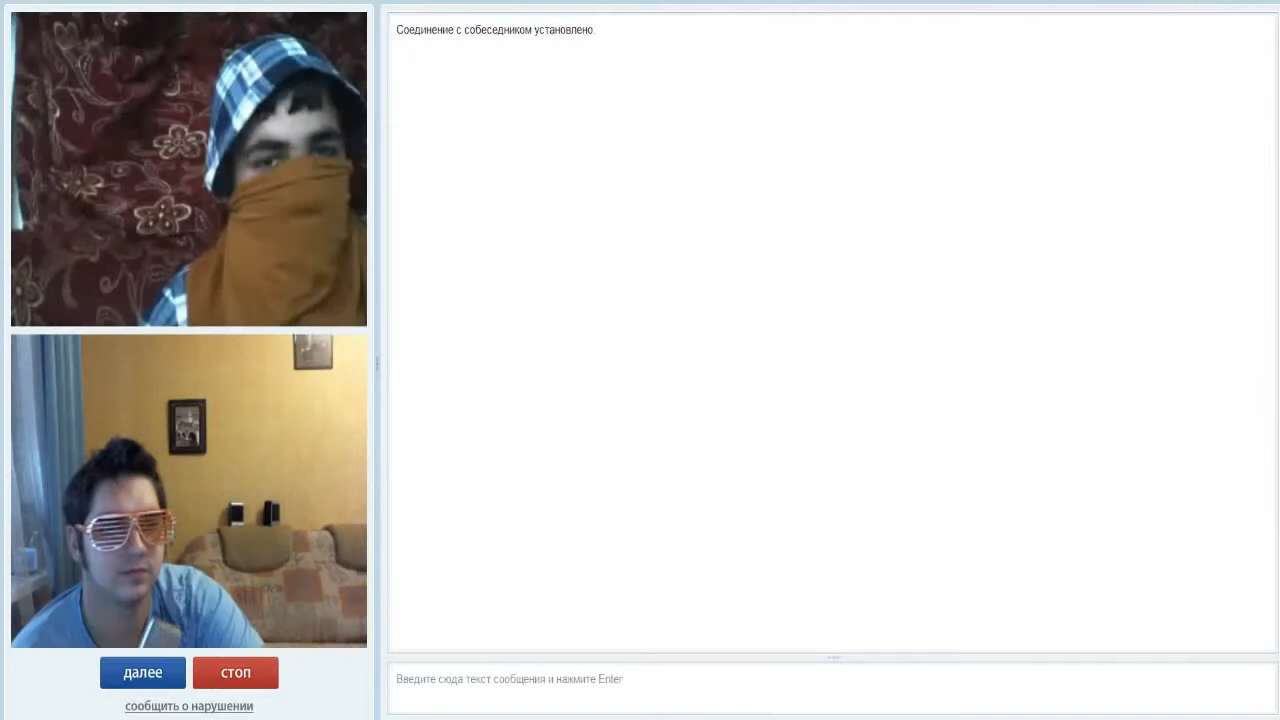 Соединение с собеседником установлено.
далее
стоп
сообщить о нарушении
Введите сюда текст сообщения и нажмите Enter